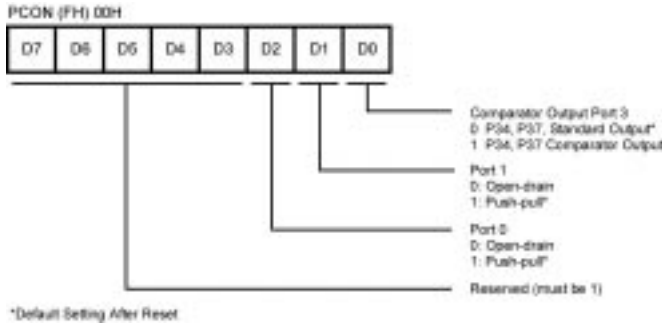 PCON (FH) 00H
D7 D6 D5 D4 D3 D2 D1 D0
Comparator Output Port 3
0 P34, P37, Standard Output*
1 P34, P37 Comparator Output
Port 1
0: Open-drain
1: Push-pull*
Port 0
0: Open-drain
1: Push-pull*
Reserved (must be 1)
*Default Setting After Reset